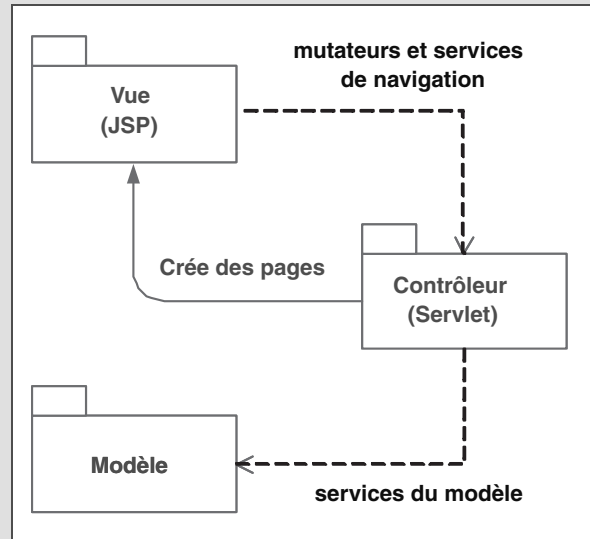 mutateurs et services
de navigation
Vue
(JSP)
Crée des pages
Contrôleur
(Servlet)
Modèle
services du modèle